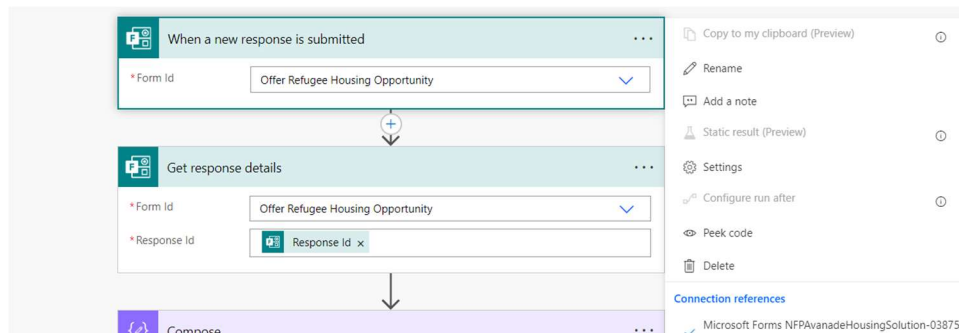 When a new response is submitted
* Form Id
Offer Refugee Housing Opportunity
Get response details
* Form Id
Offer Refugee Housing Opportunity
* Response Id
Response Id ×
Compose
Copy to my clipboard (Preview)
Rename
Add a note
Static result (Preview)
Settings
Configure run after
Peek code
Delete
Connection references
Microsoft Forms NFPAvanadeHousingSolution-03875